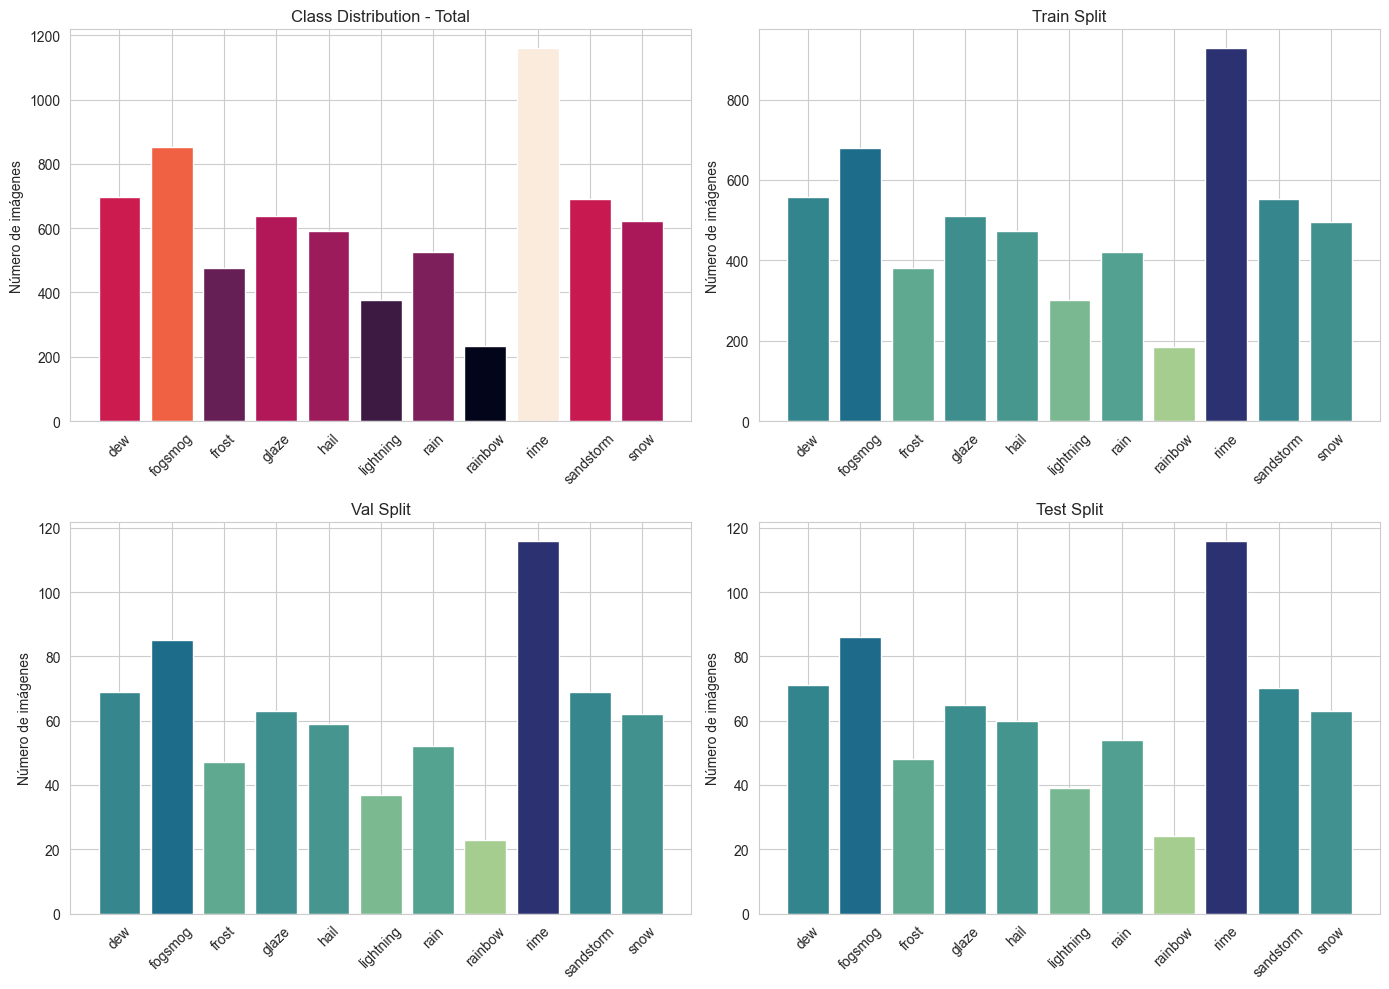 Class Distribution - Total
Número de imágenes
1200
1000
800
600
400
200
0
dew
fogsmog
frost
glaze
hail
lightning
rain
rainbow
rime
sandstorm
snow
Train Split
Número de imágenes
800
600
400
200
0
dew
fogsmog
frost
glaze
hail
lightning
rain
rainbow
rime
sandstorm
snow
Val Split
Número de imágenes
120
100
80
60
40
20
0
dew
fogsmog
frost
glaze
hail
lightning
rain
rainbow
rime
sandstorm
snow
Test Split
Número de imágenes
120
100
80
60
40
20
0
dew
fogsmog
frost
glaze
hail
lightning
rain
rainbow
rime
sandstorm
snow